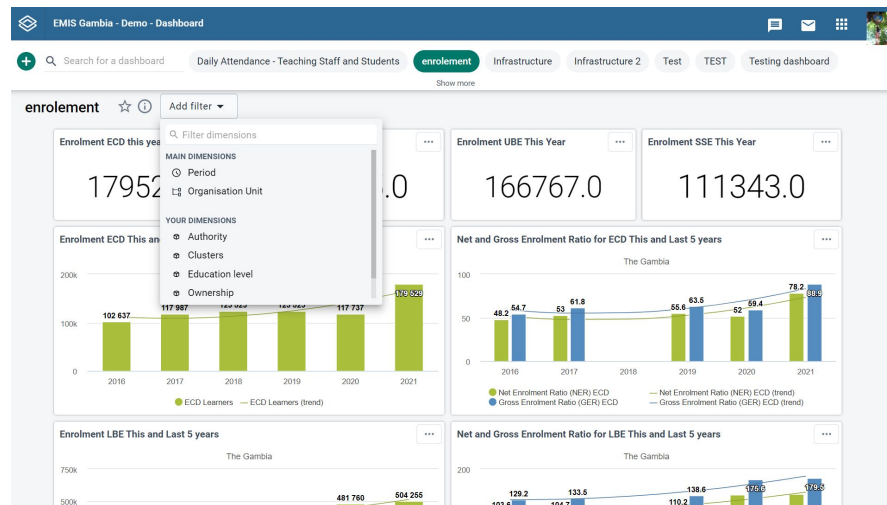 EMIS Gambia - Demo - Dashboard
Search for a dashboard
Daily Attendance - Teaching Staff and Students
enrolement
Infrastructure
Infrastructure 2
Test
TEST
Testing dashboard
Show more
enrolement
Add filter
Filter dimensions
MAIN DIMENSIONS
Period
Organisation Unit
YOUR DIMENSIONS
Authority
Clusters
Education level
Ownership
Enrolment ECD this yea
1795
.0
Enrolment UBE This Year
166767.0
Enrolment SSE This Year
111343.0
Enrolment ECD This an
200k
100k
0
102 637
117 987
117 737
179 529
2016
2017
2018
2019
2020
2021
ECD Learners
ECD Learners (trend)
Net and Gross Enrolment Ratio for ECD This and Last 5 years
The Gambia
100
50
0
48.2
54.7
53
61.8
55.6
63.5
52
59.4
78.2
88.9
2016
2017
2018
2019
2020
2021
Net Enrolment Ratio (NER) ECD
Net Enrolment Ratio (NER) ECD (trend)
Gross Enrolment Ratio (GER) ECD
Gross Enrolment Ratio (GER) ECD (trend)
Enrolment LBE This and Last 5 years
The Gambia
750k
500k
481 760
504 255
Net and Gross Enrolment Ratio for LBE This and Last 5 years
The Gambia
200
129.2
133.5
138.6
110.2
175.5